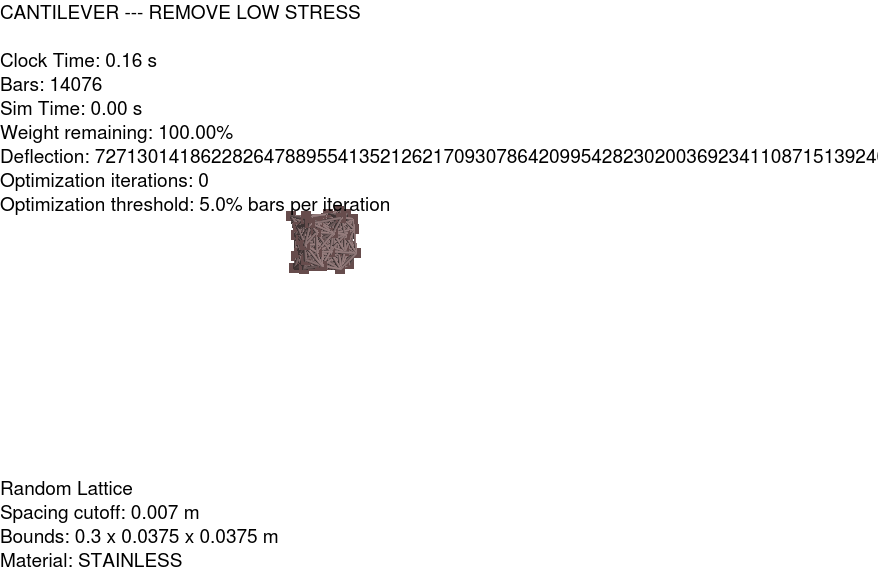 CANTILEVER --- REMOVE LOW STRESS
Clock Time: 0.16 s
Bars: 14076
Sim Time: 0.00 s
Weight remaining: 100.00%
Deflection: 72713014186228264788955413521262170930786420995428230200369234110871513924
Optimization iterations: 0
Optimization threshold: 5.0% bars per iteration
Random Lattice
Spacing cutoff: 0.007 m
Bounds: 0.3 x 0.0375 x 0.0375 m
Material: STAINLESS